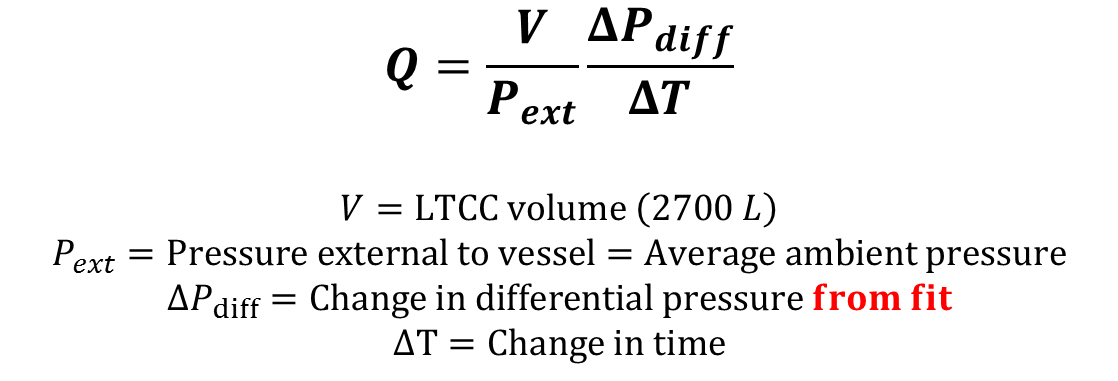 Q = V/P_ext ΔP_diff/ΔT
V = LTCC volume (2700 L)
P_ext = Pressure external to vessel = Average ambient pressure
ΔP_diff = Change in differential pressure from fit
ΔT = Change in time